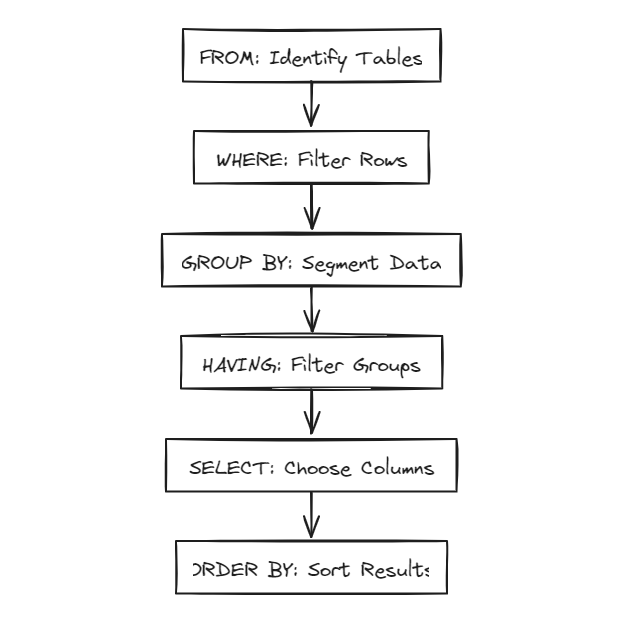 FROM: Identify Tables
WHERE: Filter Rows
GROUP BY: Segment Data
HAVING: Filter Groups
SELECT: Choose Columns
ORDER BY: Sort Results